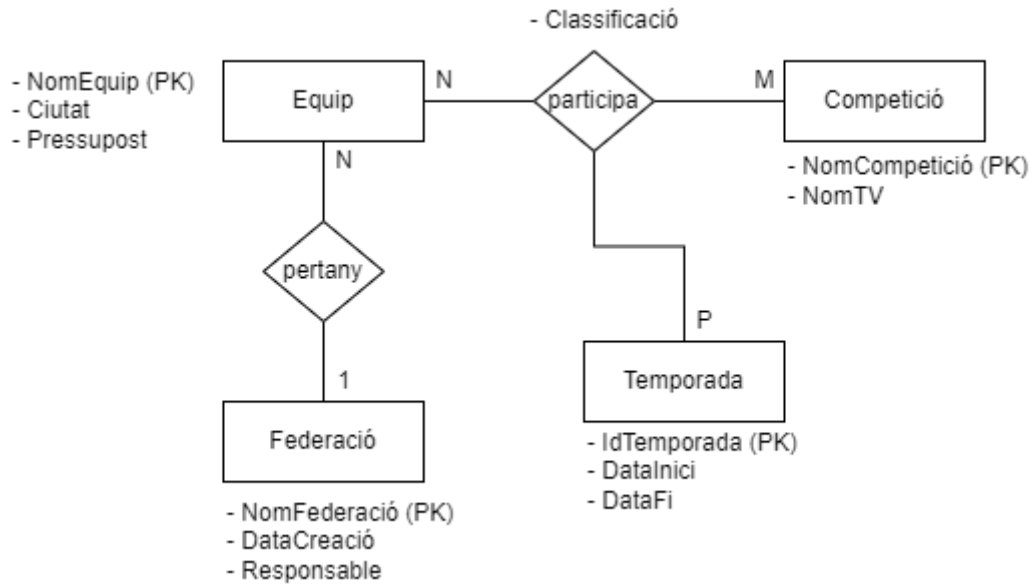 - Classificació
- NomEquip (PK)
- Ciutat
- Pressupost
Equip
N
participa
M
Competició
- NomCompetició (PK)
- NomTV
N
pertany
1
Federació
- NomFederació (PK)
- DataCreació
- Responsable
P
Temporada
- IdTemporada (PK)
- DataInici
- DataFi